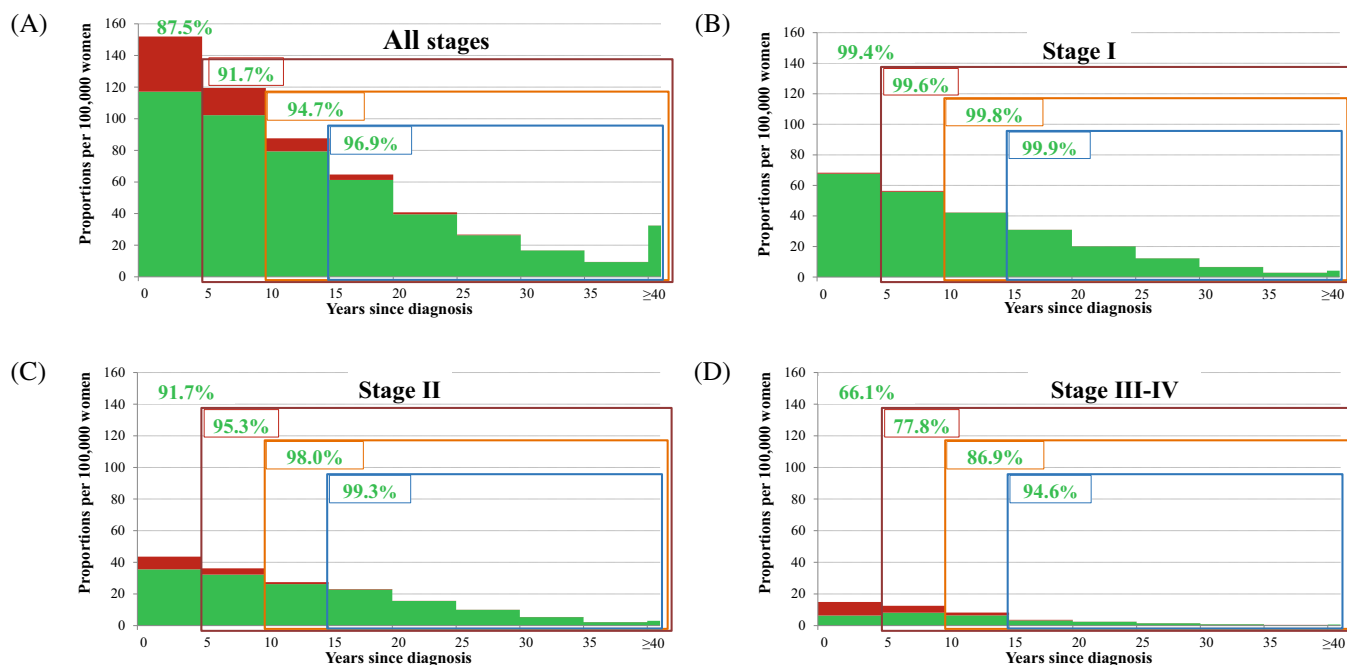 (A)
Proportions per 100,000 women
160
140
120
100
80
60
40
20
0
87.5%
All stages
91.7%
94.7%
96.9%
0 5 10 15 20 25 30 35 ≥40
Years since diagnosis
(B)
Proportions per 100,000 women
160
140
120
100
80
60
40
20
0
Stage I
99.4%
99.6%
99.8%
99.9%
0 5 10 15 20 25 30 35 ≥40
Years since diagnosis
(C)
Proportions per 100,000 women
160
140
120
100
80
60
40
20
0
91.7%
Stage II
95.3%
98.0%
99.3%
0 5 10 15 20 25 30 35 ≥40
Years since diagnosis
(D)
Proportions per 100,000 women
160
140
120
100
80
60
40
20
0
66.1%
Stage III-IV
77.8%
86.9%
94.6%
0 5 10 15 20 25 30 35 ≥40
Years since diagnosis